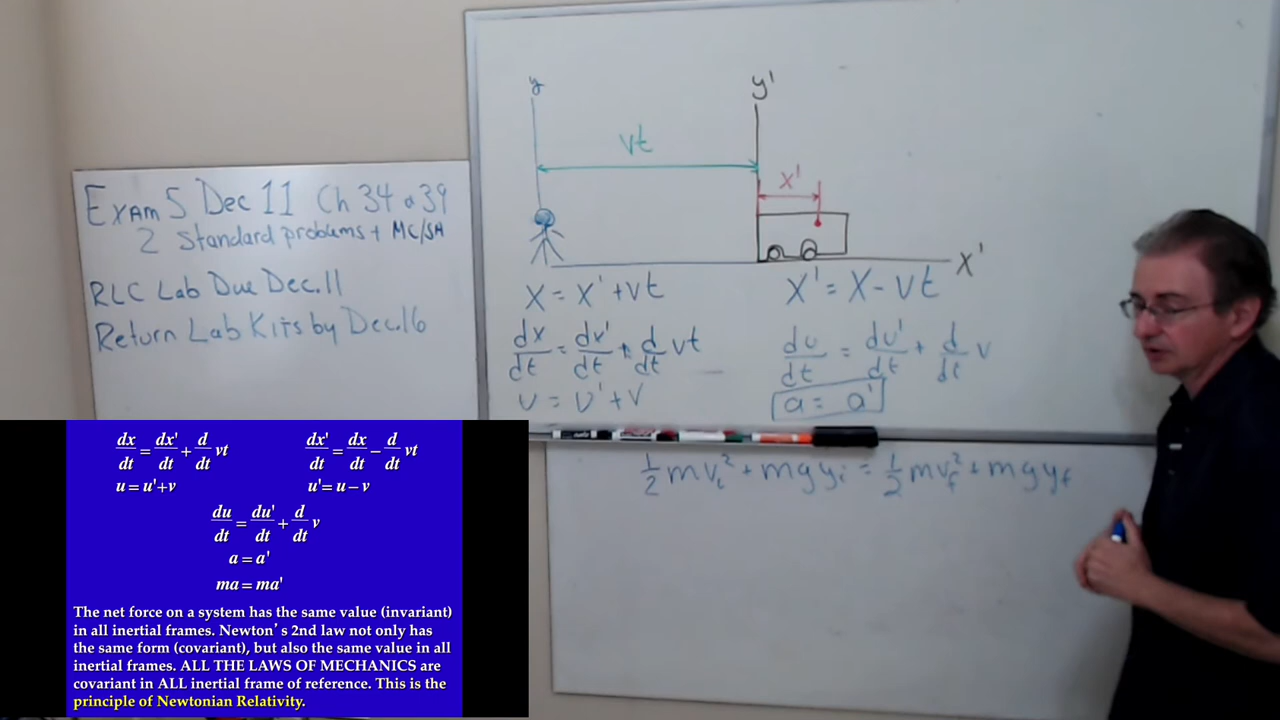 Exam 5 Dec 11 Ch 34 & 39
2 Standard problems + MC/SA
RLC Lab Due Dec. 11
Return Lab Kits by Dec. 16
y
y'
vt
x'
x'
x = x' + vt
x' = x - vt
dx/dt = dx'/dt + d/dt vt
du/dt = du'/dt + d/dt v
u = u' + v
a = a'
½mvᵢ² + mgyᵢ = ½mv_f² + mgy_f
dx/dt = dx'/dt + d/dt vt
dx'/dt = dx/dt − d/dt vt
u = u'+v
u' = u − v
du/dt = du'/dt + d/dt v
a = a'
ma = ma'
The net force on a system has the same value (invariant)
in all inertial frames. Newton's 2nd law not only has
the same form (covariant), but also the same value in all
inertial frames. ALL THE LAWS OF MECHANICS are
covariant in ALL inertial frame of reference. This is the
principle of Newtonian Relativity.